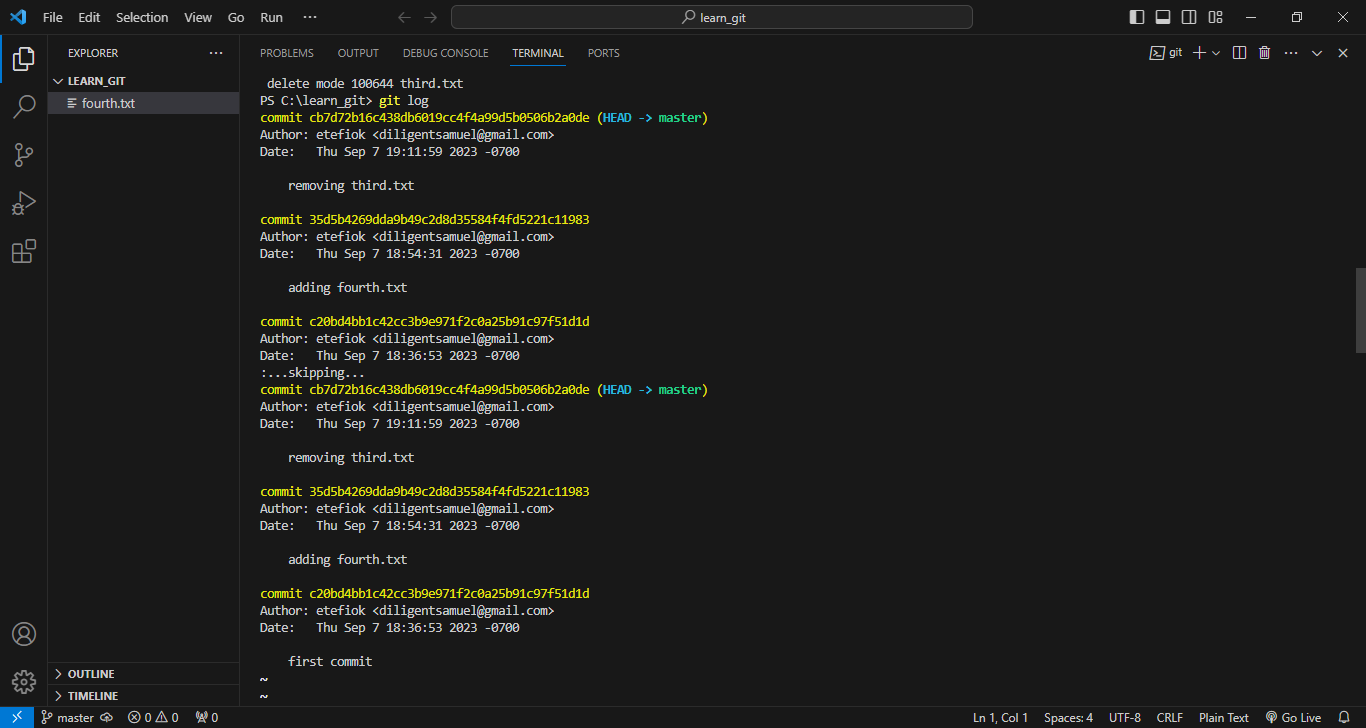 File Edit Selection View Go Run ···
learn_git
EXPLORER ···
LEARN_GIT
fourth.txt
OUTLINE
TIMELINE
PROBLEMS OUTPUT DEBUG CONSOLE TERMINAL PORTS
git
delete mode 100644 third.txt
PS C:\learn_git> git log
commit cb7d72b16c438db6019cc4f4a99d5b0506b2a0de (HEAD -> master)
Author: etefiok <diligentsamuel@gmail.com>
Date:   Thu Sep 7 19:11:59 2023 -0700
removing third.txt
commit 35d5b4269dda9b49c2d8d35584f4fd5221c11983
Author: etefiok <diligentsamuel@gmail.com>
Date:   Thu Sep 7 18:54:31 2023 -0700
adding fourth.txt
commit c20bd4bb1c42cc3b9e971f2c0a25b91c97f51d1d
Author: etefiok <diligentsamuel@gmail.com>
Date:   Thu Sep 7 18:36:53 2023 -0700
:...skipping...
commit cb7d72b16c438db6019cc4f4a99d5b0506b2a0de (HEAD -> master)
Author: etefiok <diligentsamuel@gmail.com>
Date:   Thu Sep 7 19:11:59 2023 -0700
removing third.txt
commit 35d5b4269dda9b49c2d8d35584f4fd5221c11983
Author: etefiok <diligentsamuel@gmail.com>
Date:   Thu Sep 7 18:54:31 2023 -0700
adding fourth.txt
commit c20bd4bb1c42cc3b9e971f2c0a25b91c97f51d1d
Author: etefiok <diligentsamuel@gmail.com>
Date:   Thu Sep 7 18:36:53 2023 -0700
first commit
~
~
master 0 0 0 Ln 1, Col 1 Spaces: 4 UTF-8 CRLF Plain Text Go Live